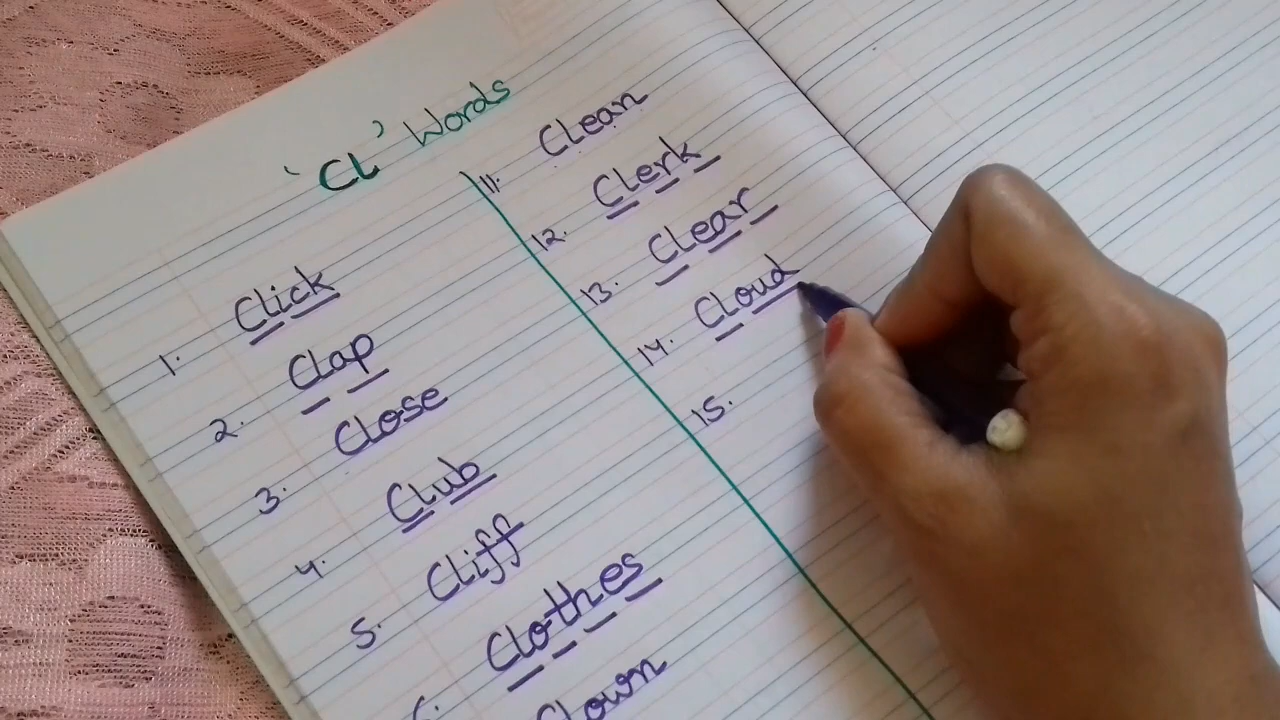 'CL' Words
1. Click
2. Clap
3. Close
4. Club
5. Cliff
6. Clothes
Clown
11. Clean
12. Clerk
13. Clear
14. Cloud
15.